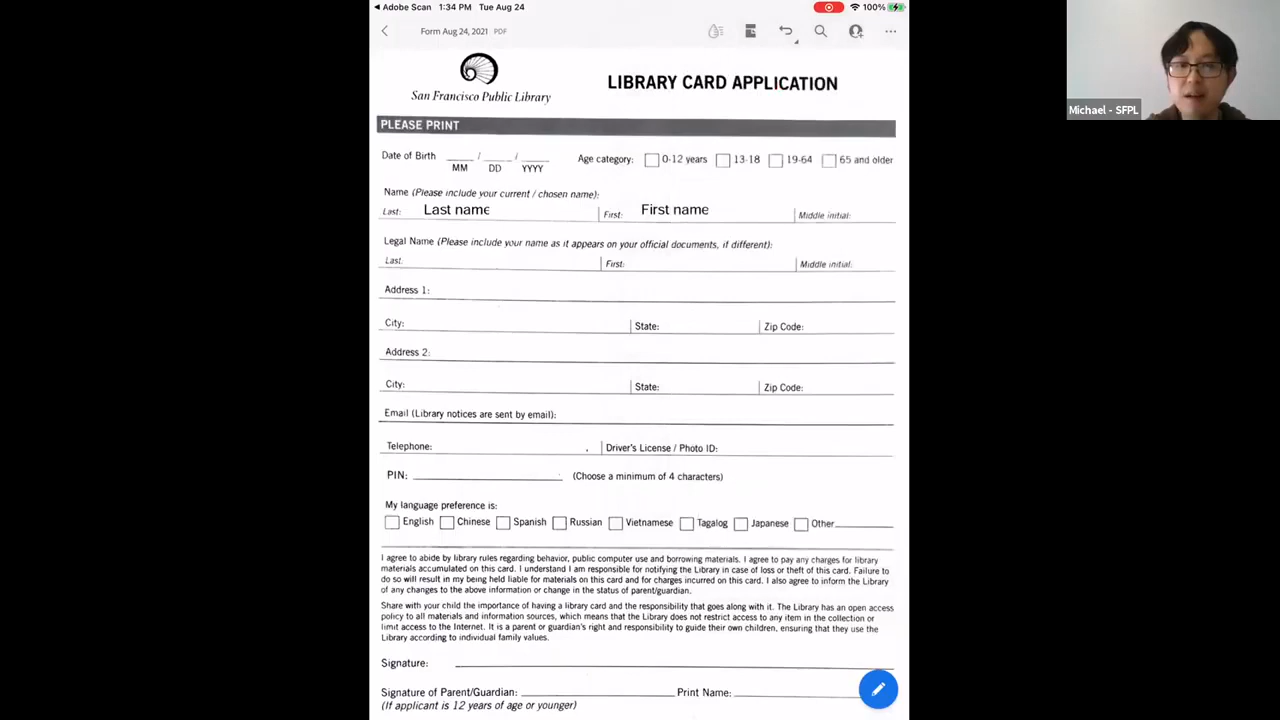 Adobe Scan 1:34 PM Tue Aug 24 100%
Form Aug 24, 2021 PDF
San Francisco Public Library
LIBRARY CARD APPLICATION
Michael - SFPL
PLEASE PRINT
Date of Birth ____ / ____ / ____ Age category: 0-12 years 13-18 19-64 65 and older
MM DD YYYY
Name (Please include your current / chosen name):
Last: Last name First: First name Middle initial:
Legal Name (Please include your name as it appears on your official documents, if different):
Last: First: Middle initial:
Address 1:
City: State: Zip Code:
Address 2:
City: State: Zip Code:
Email (Library notices are sent by email):
Telephone: Driver's License / Photo ID:
PIN: (Choose a minimum of 4 characters)
My language preference is:
English Chinese Spanish Russian Vietnamese Tagalog Japanese Other
I agree to abide by library rules regarding behavior, public computer use and borrowing materials. I agree to pay any charges for library
materials accumulated on this card. I understand I am responsible for notifying the Library in case of loss or theft of this card. Failure to
do so will result in my being held liable for materials on this card and for charges incurred on this card. I also agree to inform the Library
of any changes to the above information or change in the status of parent/guardian.
Share with your child the importance of having a library card and the responsibility that goes along with it. The Library has an open access
policy to all materials and information sources, which means that the Library does not restrict access to any item in the collection or
limit access to the Internet. It is a parent or guardian's right and responsibility to guide their own children, ensuring that they use the
Library according to individual family values.
Signature:
Signature of Parent/Guardian: Print Name:
(If applicant is 12 years of age or younger)